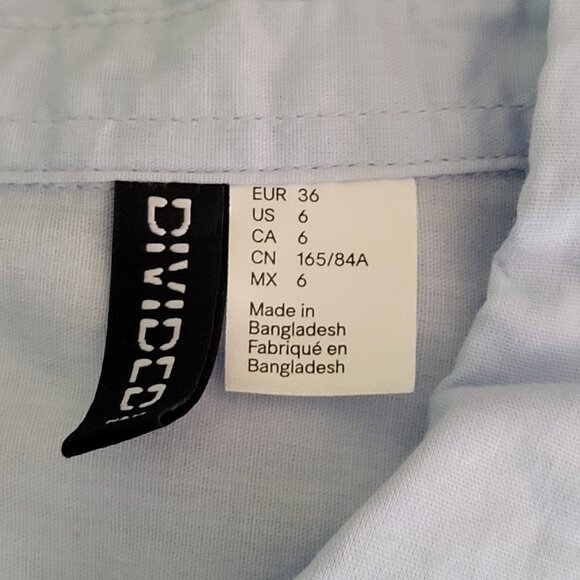 DIVIDED
EUR 36
US 6
CA 6
CN 165/84A
MX 6
Made in
Bangladesh
Fabriqué en
Bangladesh